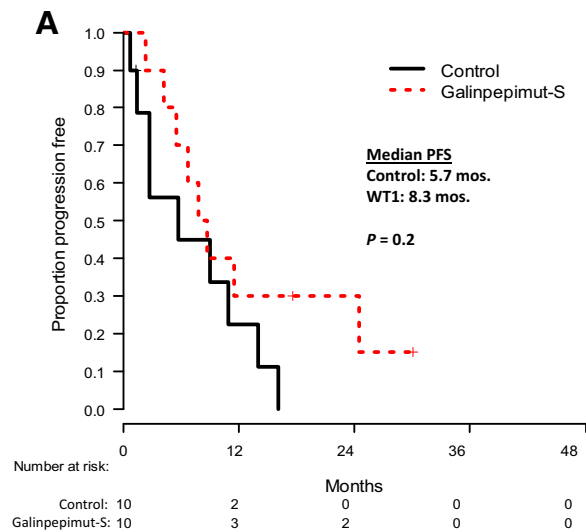 A
Proportion progression free
1.0
0.9
0.8
0.7
0.6
0.5
0.4
0.3
0.2
0.1
0.0
Control
Galinpepimut-S
Median PFS
Control: 5.7 mos.
WT1: 8.3 mos.
P = 0.2
0 12 24 36 48
Months
Number at risk:
Control: 10 2 0 0 0
Galinpepimut-S: 10 3 2 0 0